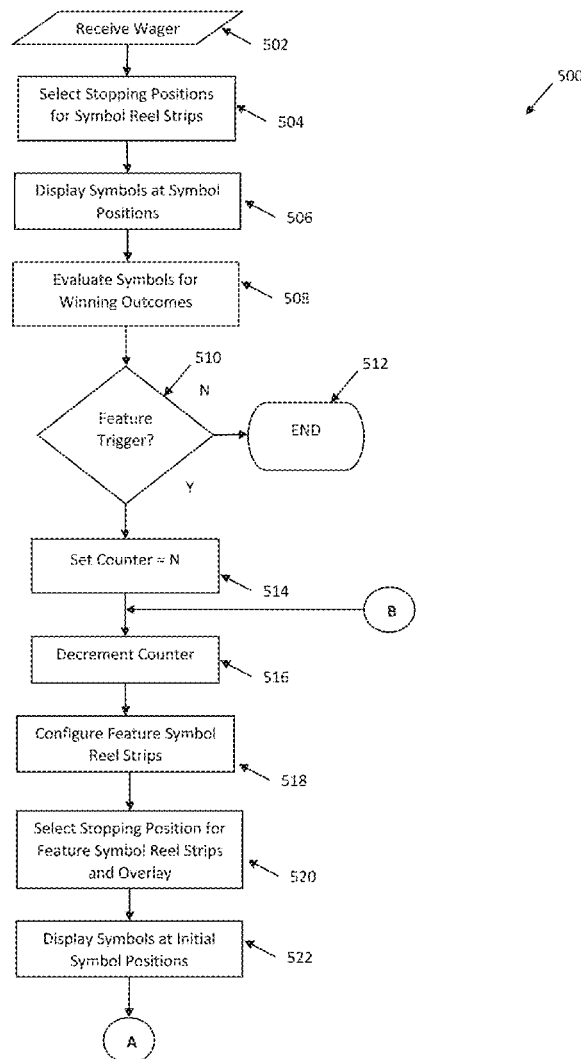 Receive Wager
502
500
Select Stopping Positions
for Symbol Reel Strips
504
Display Symbols at Symbol
Positions
506
Evaluate Symbols for
Winning Outcomes
508
510
N
512
Feature
Trigger?
END
Y
Set Counter = N
514
B
Decrement Counter
516
Configure Feature Symbol
Reel Strips
518
Select Stopping Position for
Feature Symbol Reel Strips
and Overlay
520
Display Symbols at Initial
Symbol Positions
522
A